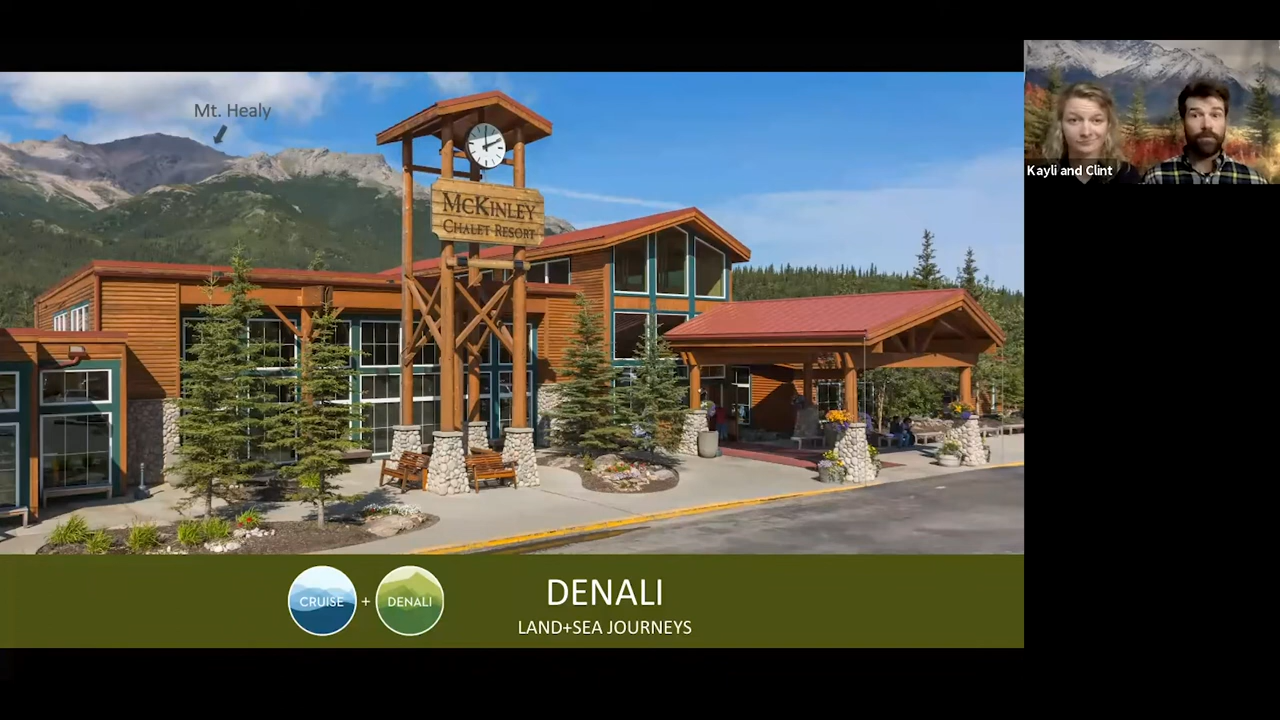 Mt. Healy
McKINLEY
CHALET RESORT
Kayli and Clint
CRUISE + DENALI
DENALI
LAND+SEA JOURNEYS